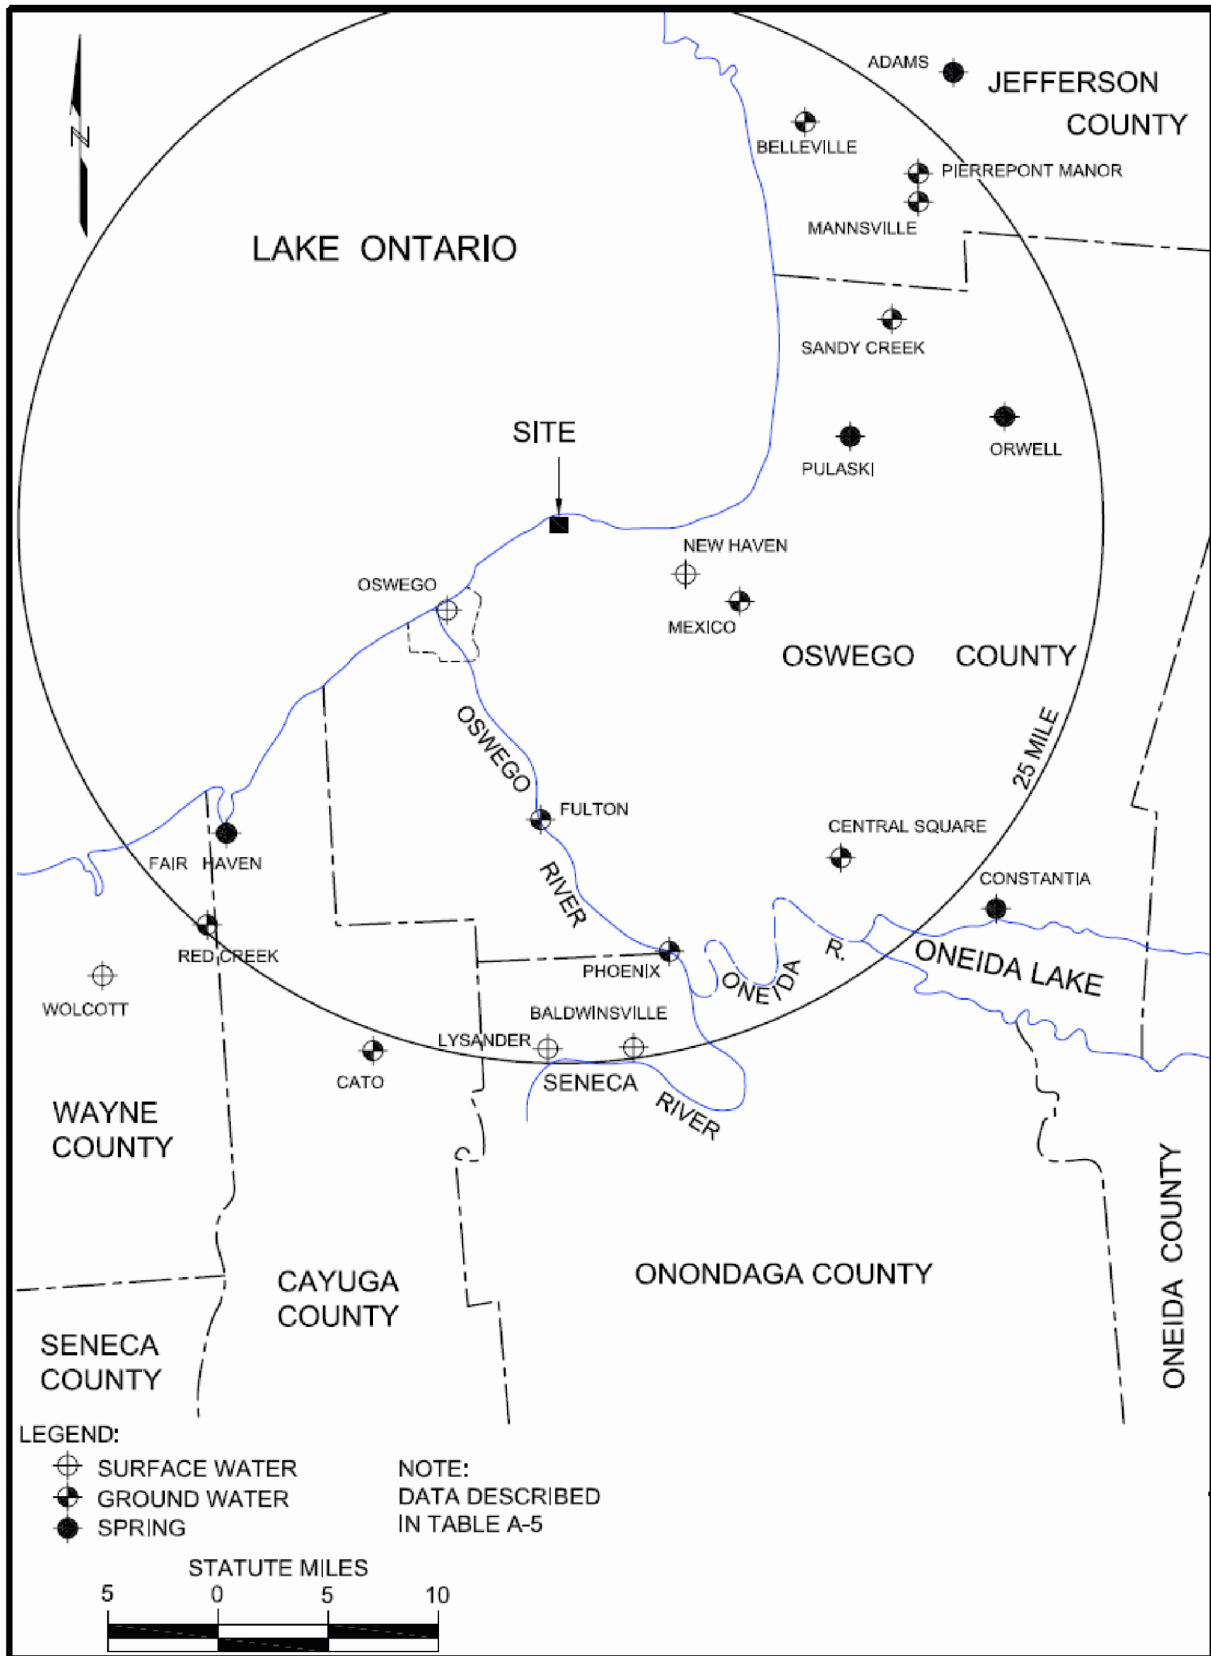 ADAMS
JEFFERSON
COUNTY
BELLEVILLE
PIERREPONT MANOR
MANNSVILLE
N
LAKE ONTARIO
SANDY CREEK
ORWELL
PULASKI
SITE
NEW HAVEN
OSWEGO
MEXICO
OSWEGO COUNTY
OSWEGO
25 MILE
FULTON
CENTRAL SQUARE
FAIR HAVEN
RIVER
CONSTANTIA
RED CREEK
PHOENIX
ONEIDA
R.
ONEIDA LAKE
WOLCOTT
BALDWINSVILLE
LYSANDER
CATO
SENECA
RIVER
WAYNE
COUNTY
CAYUGA
COUNTY
ONONDAGA COUNTY
ONEIDA COUNTY
SENECA
COUNTY
LEGEND:
SURFACE WATER
GROUND WATER
SPRING
NOTE:
DATA DESCRIBED
IN TABLE A-5
STATUTE MILES
5 0 5 10